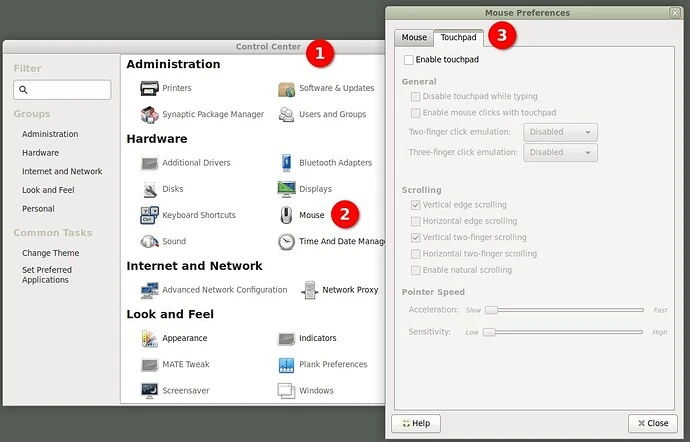 Control Center
1
Filter
Groups
Administration
Hardware
Internet and Network
Look and Feel
Personal
Common Tasks
Change Theme
Set Preferred
Applications
Administration
Printers
Software & Updates
Synaptic Package Manager
Users and Groups
Hardware
Additional Drivers
Bluetooth Adapters
Disks
Displays
Keyboard Shortcuts
Mouse
2
Sound
Time And Date Manag
Internet and Network
Advanced Network Configuration
Network Proxy
Look and Feel
Appearance
Indicators
MATE Tweak
Plank Preferences
Screensaver
Windows
Mouse Preferences
Mouse
Touchpad
3
Enable touchpad
General
Disable touchpad while typing
Enable mouse clicks with touchpad
Two-finger click emulation: Disabled
Three-finger click emulation: Disabled
Scrolling
Vertical edge scrolling
Horizontal edge scrolling
Vertical two-finger scrolling
Horizontal two-finger scrolling
Enable natural scrolling
Pointer Speed
Acceleration: Slow Fast
Sensitivity: Low High
Help
Close